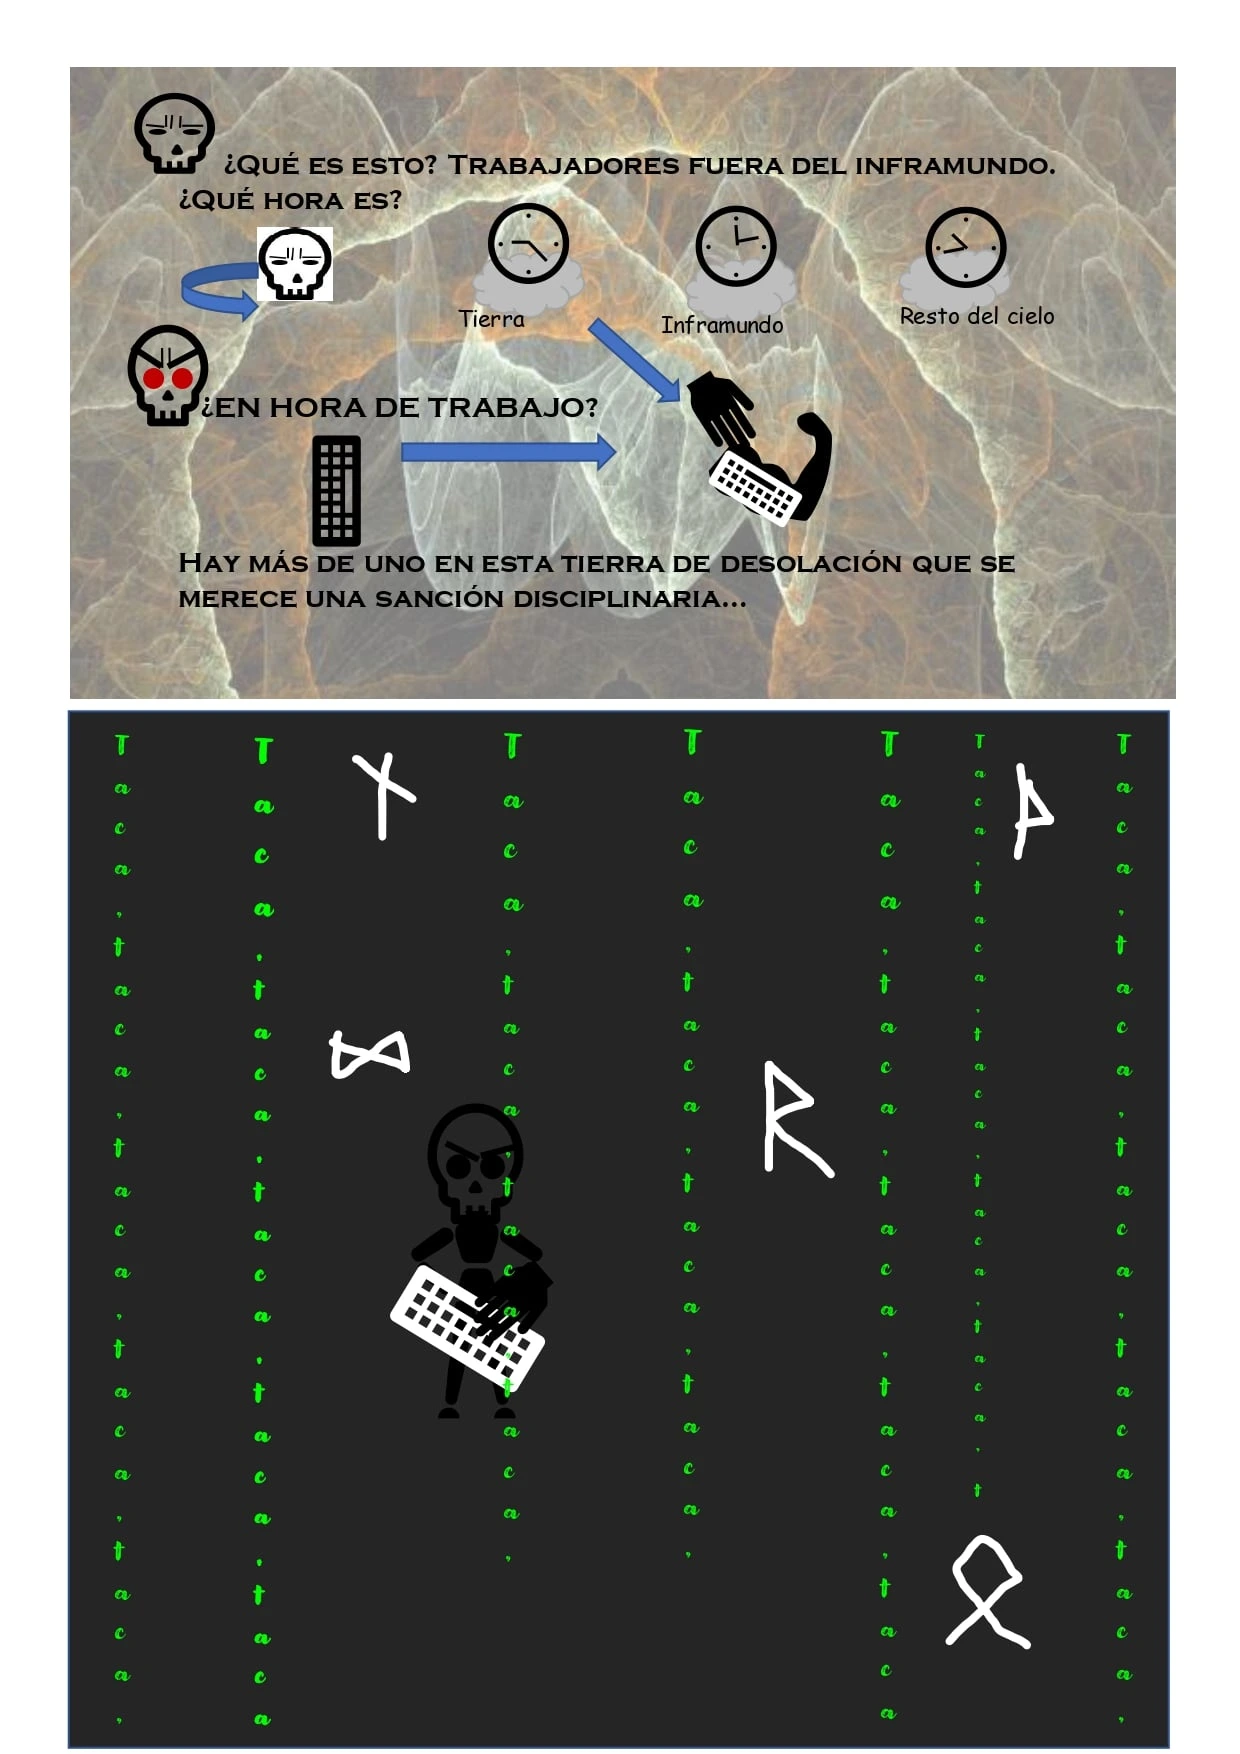 ¿QUÉ ES ESTO? TRABAJADORES FUERA DEL INFRAMUNDO.
¿QUÉ HORA ES?
Tierra
Inframundo
Resto del cielo
¿EN HORA DE TRABAJO?
HAY MÁS DE UNO EN ESTA TIERRA DE DESOLACIÓN QUE SE
MERECE UNA SANCIÓN DISCIPLINARIA...
Taca,taca,taca,taca,taca,
Taca,taca,taca,taca,taca
ᚾ
ᛞ
Taca,taca,taca,taca,
Taca,taca,taca,taca,
ᚱ
Taca,taca,taca,taca,taca
Taca,taca,taca,taca,taca,t
ᚦ
ᛟ
Taca,taca,taca,taca,taca,